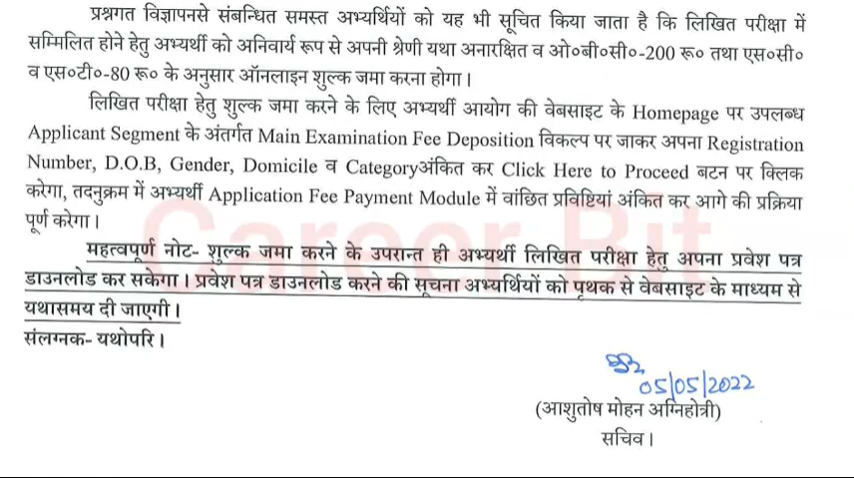 प्रश्नगत विज्ञापनसे संबन्धित समस्त अभ्यर्थियों को यह भी सूचित किया जाता है कि लिखित परीक्षा में
सम्मिलित होने हेतु अभ्यर्थी को अनिवार्य रूप से अपनी श्रेणी यथा अनारक्षित व ओ०बी०सी०-200 रू० तथा एस०सी०
व एस०टी०-80 रू० के अनुसार ऑनलाइन शुल्क जमा करना होगा।
लिखित परीक्षा हेतु शुल्क जमा करने के लिए अभ्यर्थी आयोग की वेबसाइट के Homepage पर उपलब्ध
Applicant Segment के अंतर्गत Main Examination Fee Deposition विकल्प पर जाकर अपना Registration
Number, D.O.B, Gender, Domicile व Categoryअंकित कर Click Here to Proceed बटन पर क्लिक
करेगा, तदनुक्रम में अभ्यर्थी Application Fee Payment Module में वांछित प्रविष्टियां अंकित कर आगे की प्रक्रिया
पूर्ण करेगा।
Career Bit
महत्वपूर्ण नोट- शुल्क जमा करने के उपरान्त ही अभ्यर्थी लिखित परीक्षा हेतु अपना प्रवेश पत्र
डाउनलोड कर सकेगा। प्रवेश पत्र डाउनलोड करने की सूचना अभ्यर्थियों को पृथक से वेबसाइट के माध्यम से
यथासमय दी जाएगी।
संलग्नक- यथोपरि।
05/05/2022
(आशुतोष मोहन अग्निहोत्री)
सचिव।